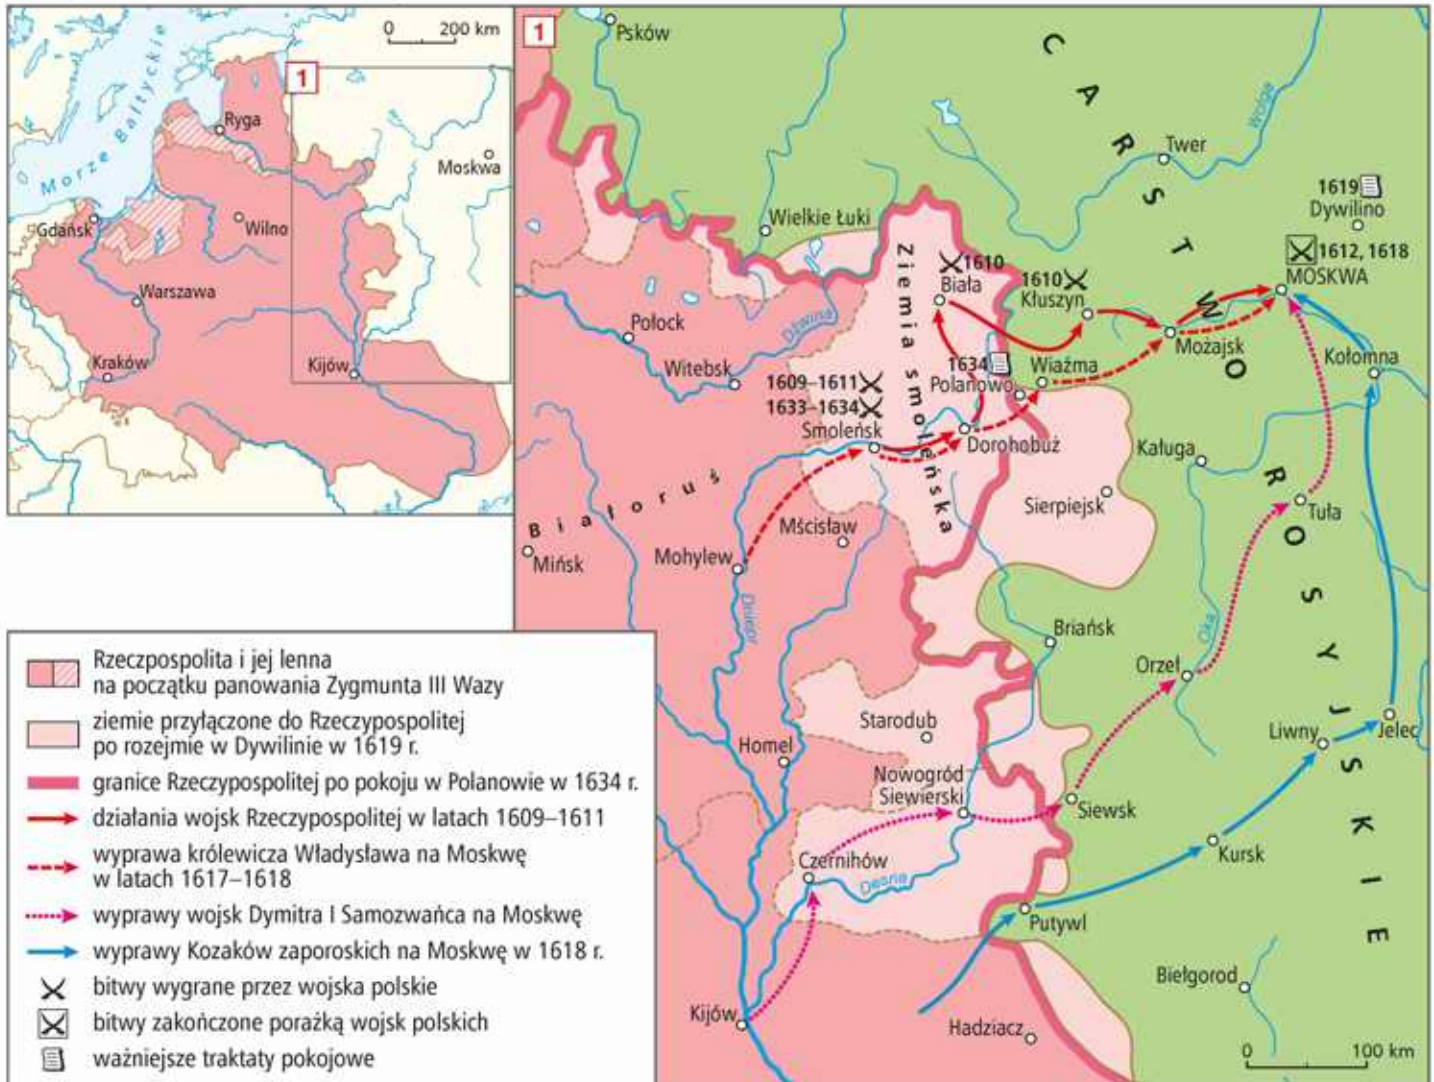 0 200 km
1
Morze Bałtyckie
Ryga
Moskwa
Gdańsk
Wilno
Warszawa
Kraków
Kijów
1
Psków
CARSTWO ROSYJSKIE
Wołga
Twer
1619
Dywilino
Wielkie Łuki
1612, 1618
MOSKWA
Ziemia smoleńska
1610
Biała
1610
Kłuszyn
Dźwina
Połock
Możajsk
Witebsk
1634
Polanowo
Wiaźma
Kołomna
1609–1611
1633–1634
Smoleńsk
Dorohobuż
Kaługa
Białoruś
Sierpiejsk
Tuła
Mścisław
Mińsk
Mohylew
Dniepr
Briańsk
Oka
Orzeł
Starodub
Homel
Liwny
Jelec
Nowogród
Siewierski
Siewsk
Kursk
Czernihów
Desna
Putywl
Biełgorod
Kijów
Hadziacz
0 100 km
Rzeczpospolita i jej lenna
na początku panowania Zygmunta III Wazy
ziemie przyłączone do Rzeczypospolitej
po rozejmie w Dywilinie w 1619 r.
granice Rzeczypospolitej po pokoju w Polanowie w 1634 r.
działania wojsk Rzeczypospolitej w latach 1609–1611
wyprawa królewicza Władysława na Moskwę
w latach 1617–1618
wyprawy wojsk Dymitra I Samozwańca na Moskwę
wyprawy Kozaków zaporoskich na Moskwę w 1618 r.
bitwy wygrane przez wojska polskie
bitwy zakończone porażką wojsk polskich
ważniejsze traktaty pokojowe